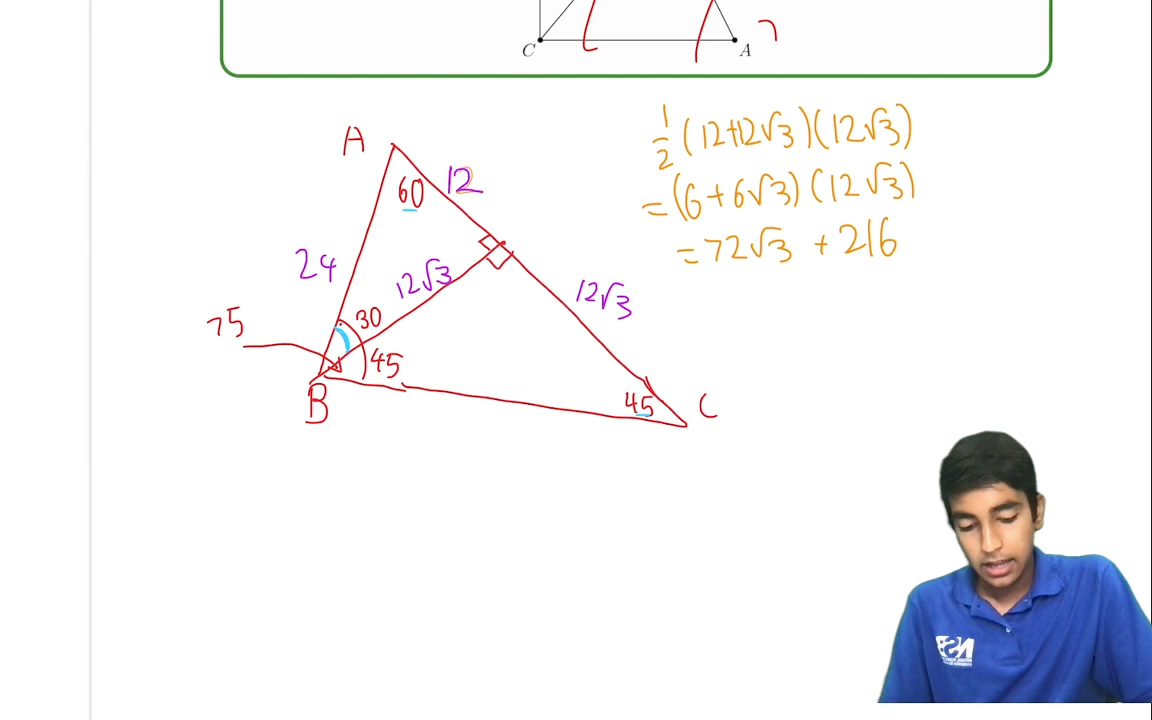 C
A
7
A
60
12
24
12√3
12√3
75
30
45
B
45
C
1/2 (12+12√3)(12√3)
= (6+6√3)(12√3)
= 72√3 + 216